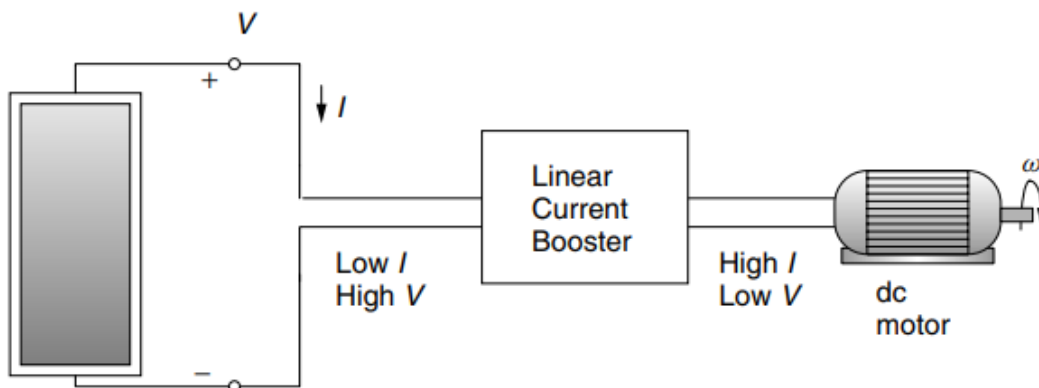 V
+
I
Linear
Current
Booster
ω
Low I
High V
High I
Low V
dc
motor
−